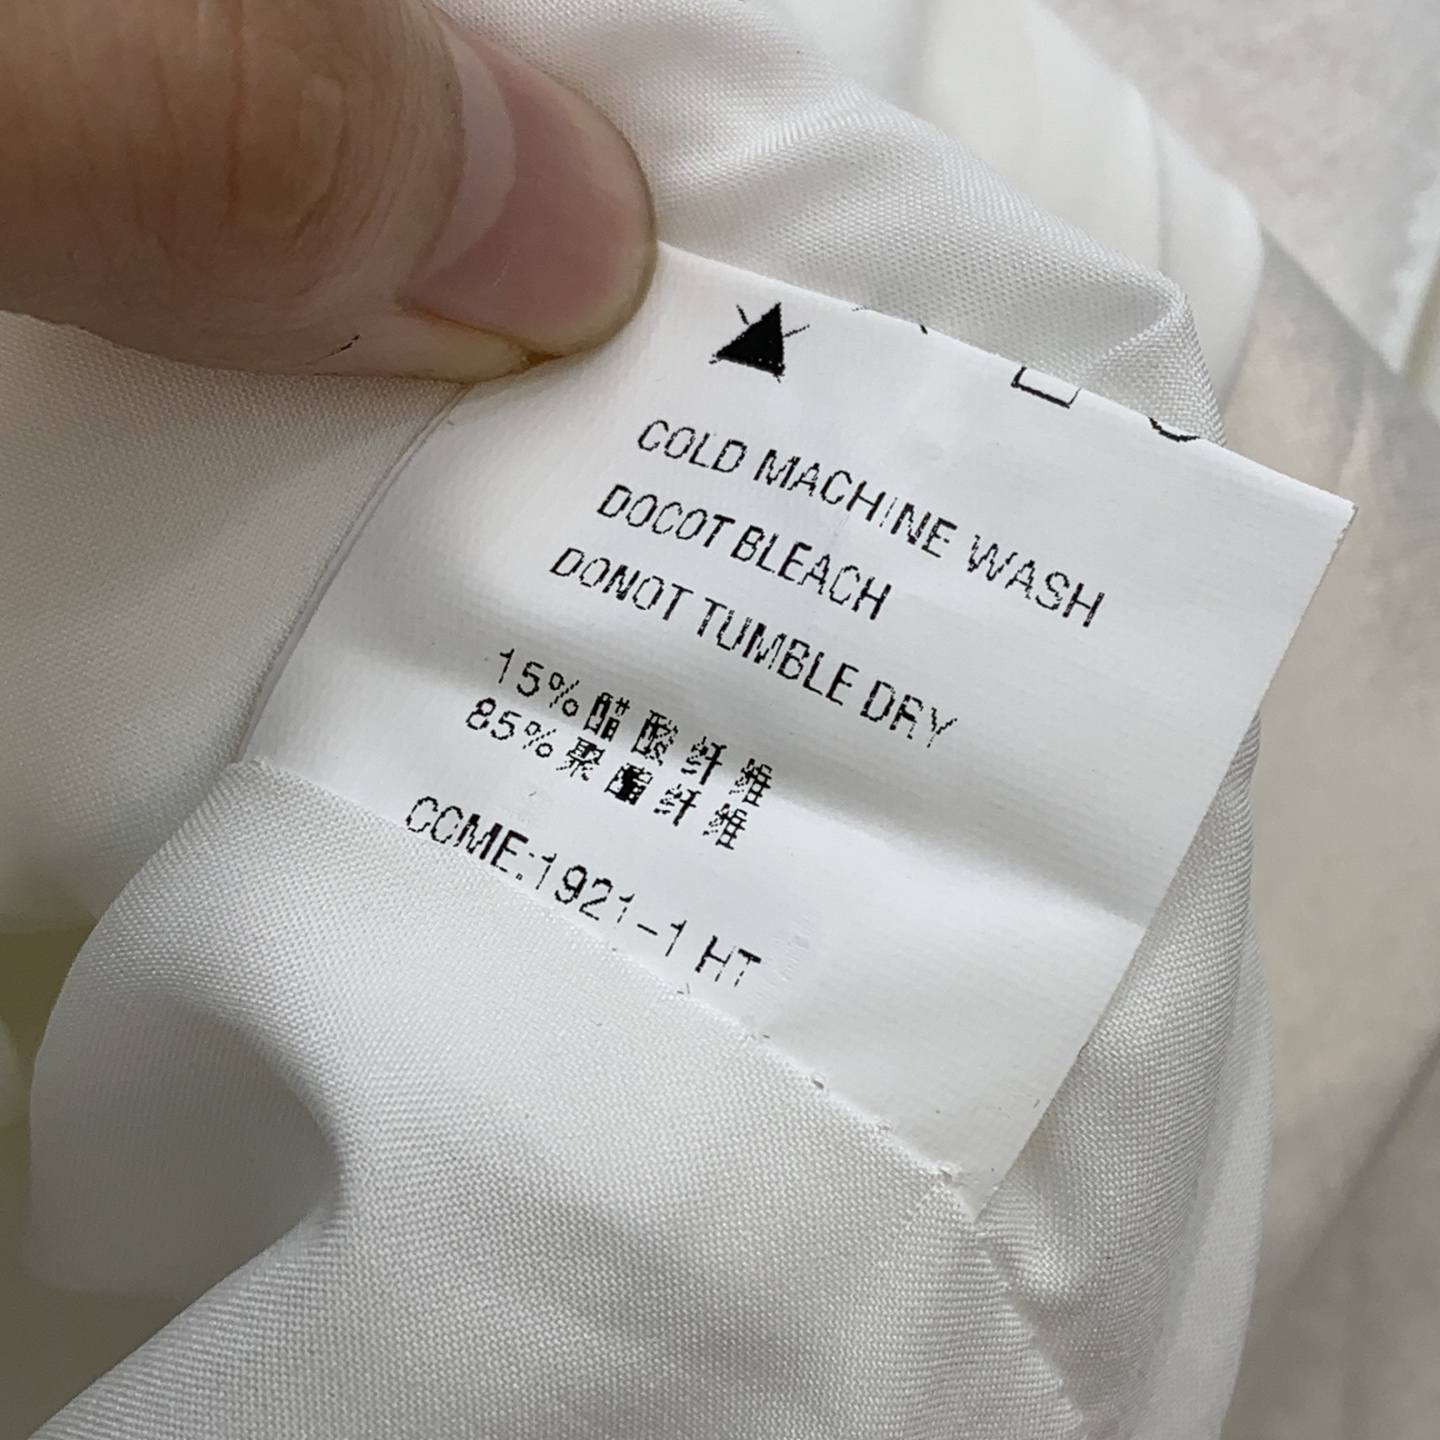 COLD MACHINE WASH
DOCOT BLEACH
DONOT TUMBLE DRY
15%醋酸纤维
85%聚酯纤维
COME:1921-1 HT